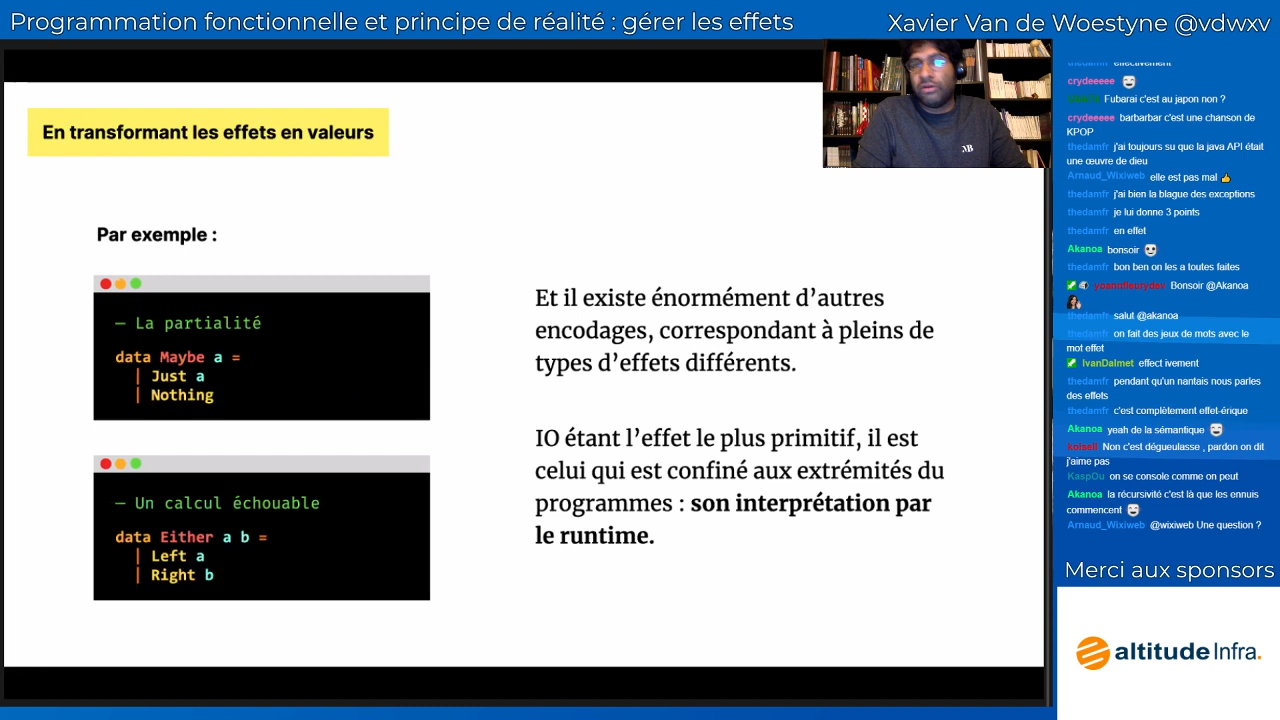 Programmation fonctionnelle et principe de réalité : gérer les effets
Xavier Van de Woestyne @vdwxv
En transformant les effets en valeurs
Par exemple :
— La partialité
data Maybe a =
| Just a
| Nothing
— Un calcul échouable
data Either a b =
| Left a
| Right b
Et il existe énormément d’autres
encodages, correspondant à pleins de
types d’effets différents.
IO étant l’effet le plus primitif, il est
celui qui est confiné aux extrémités du
programmes : son interprétation par
le runtime.
MB
thedamfr effectivement
crydeeeee
Fubarai c'est au japon non ?
crydeeeee barbarbar c'est une chanson de
KPOP
thedamfr j'ai toujours su que la java API était
une œuvre de dieu
Arnaud_Wixiweb elle est pas mal
thedamfr j'ai bien la blague des exceptions
thedamfr je lui donne 3 points
thedamfr en effet
Akanoa bonsoir
thedamfr bon ben on les a toutes faites
yoannfleurydev Bonsoir @Akanoa
thedamfr salut @akanoa
thedamfr on fait des jeux de mots avec le
mot effet
IvanDalmet effect ivement
thedamfr pendant qu'un nantais nous parles
des effets
thedamfr c'est complètement effet-érique
Akanoa yeah de la sémantique
Non c'est dégueulasse , pardon on dit
j'aime pas
KaspOu on se console comme on peut
Akanoa la récursivité c'est là que les ennuis
commencent
Arnaud_Wixiweb @wixiweb Une question ?
Merci aux sponsors
altitude Infra.